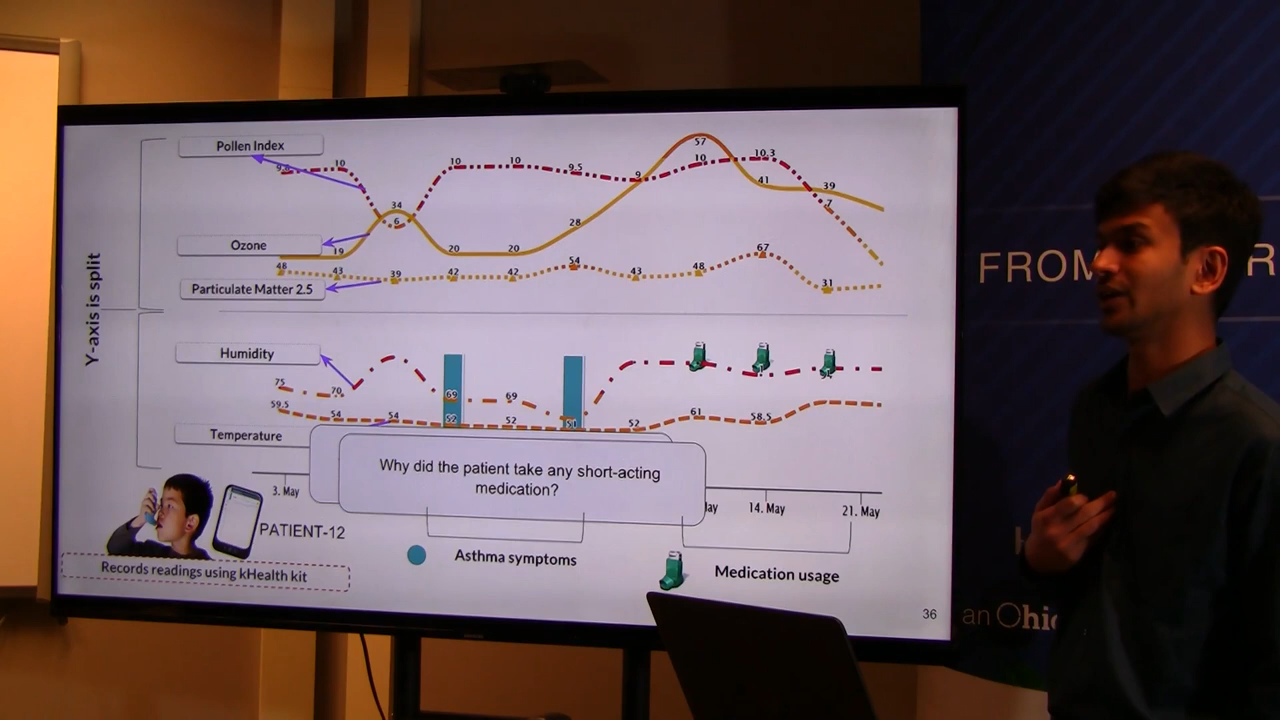 Pollen Index
10
10
10
9.5
9
57
10
10.3
41
39
7
34
6
28
Ozone
19
20
20
48
43
39
42
42
54
43
48
67
31
Particulate Matter 2.5
Y-axis is split
Humidity
75
70
69
69
59.5
54
54
52
52
51
52
61
58.5
Temperature
Why did the patient take any short-acting
medication?
3. May
14. May
21. May
PATIENT-12
Records readings using kHealth kit
Asthma symptoms
Medication usage
36
FROM
an Ohio